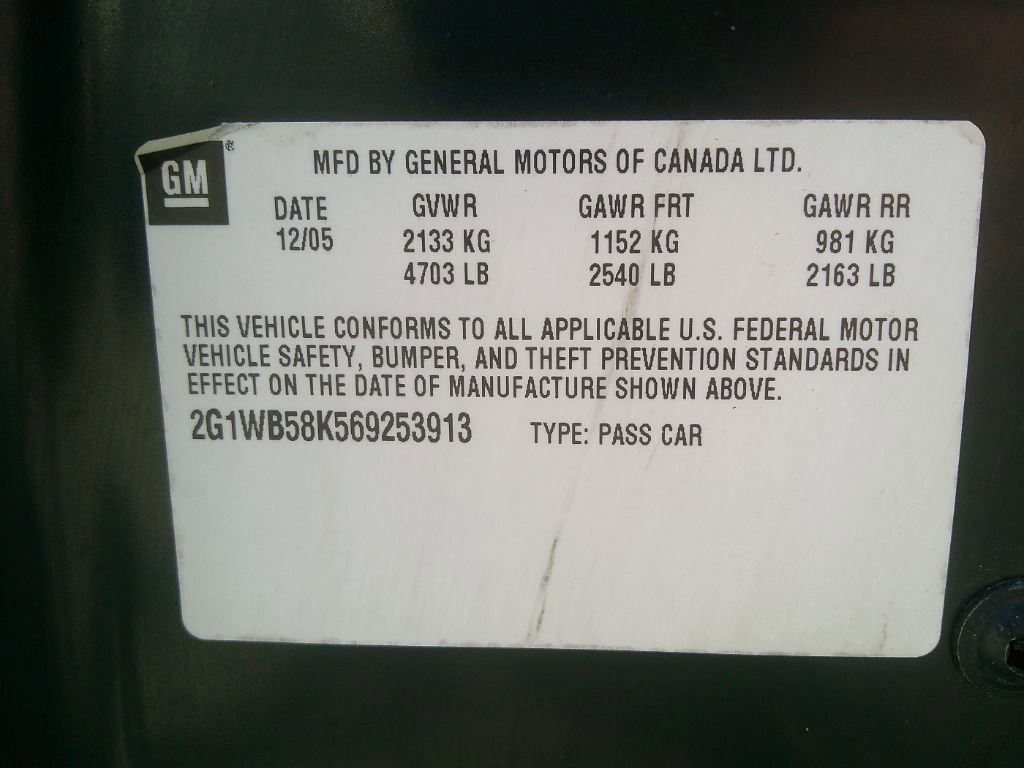 GM ®
MFD BY GENERAL MOTORS OF CANADA LTD.
DATE GVWR GAWR FRT GAWR RR
12/05 2133 KG 1152 KG 981 KG
4703 LB 2540 LB 2163 LB
THIS VEHICLE CONFORMS TO ALL APPLICABLE U.S. FEDERAL MOTOR
VEHICLE SAFETY, BUMPER, AND THEFT PREVENTION STANDARDS IN
EFFECT ON THE DATE OF MANUFACTURE SHOWN ABOVE.
2G1WB58K569253913 TYPE: PASS CAR